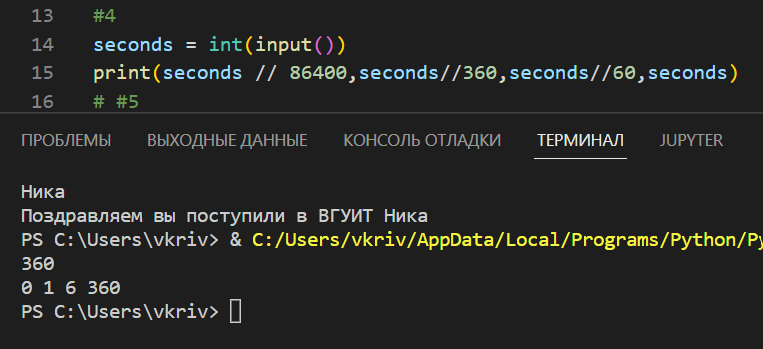 13 #4
14 seconds = int(input())
15 print(seconds // 86400,seconds//360,seconds//60,seconds)
16 # #5
ПРОБЛЕМЫ ВЫХОДНЫЕ ДАННЫЕ КОНСОЛЬ ОТЛАДКИ ТЕРМИНАЛ JUPYTER
Ника
Поздравляем вы поступили в ВГУИТ Ника
PS C:\Users\vkriv> & C:/Users/vkriv/AppData/Local/Programs/Python/Py
360
0 1 6 360
PS C:\Users\vkriv>